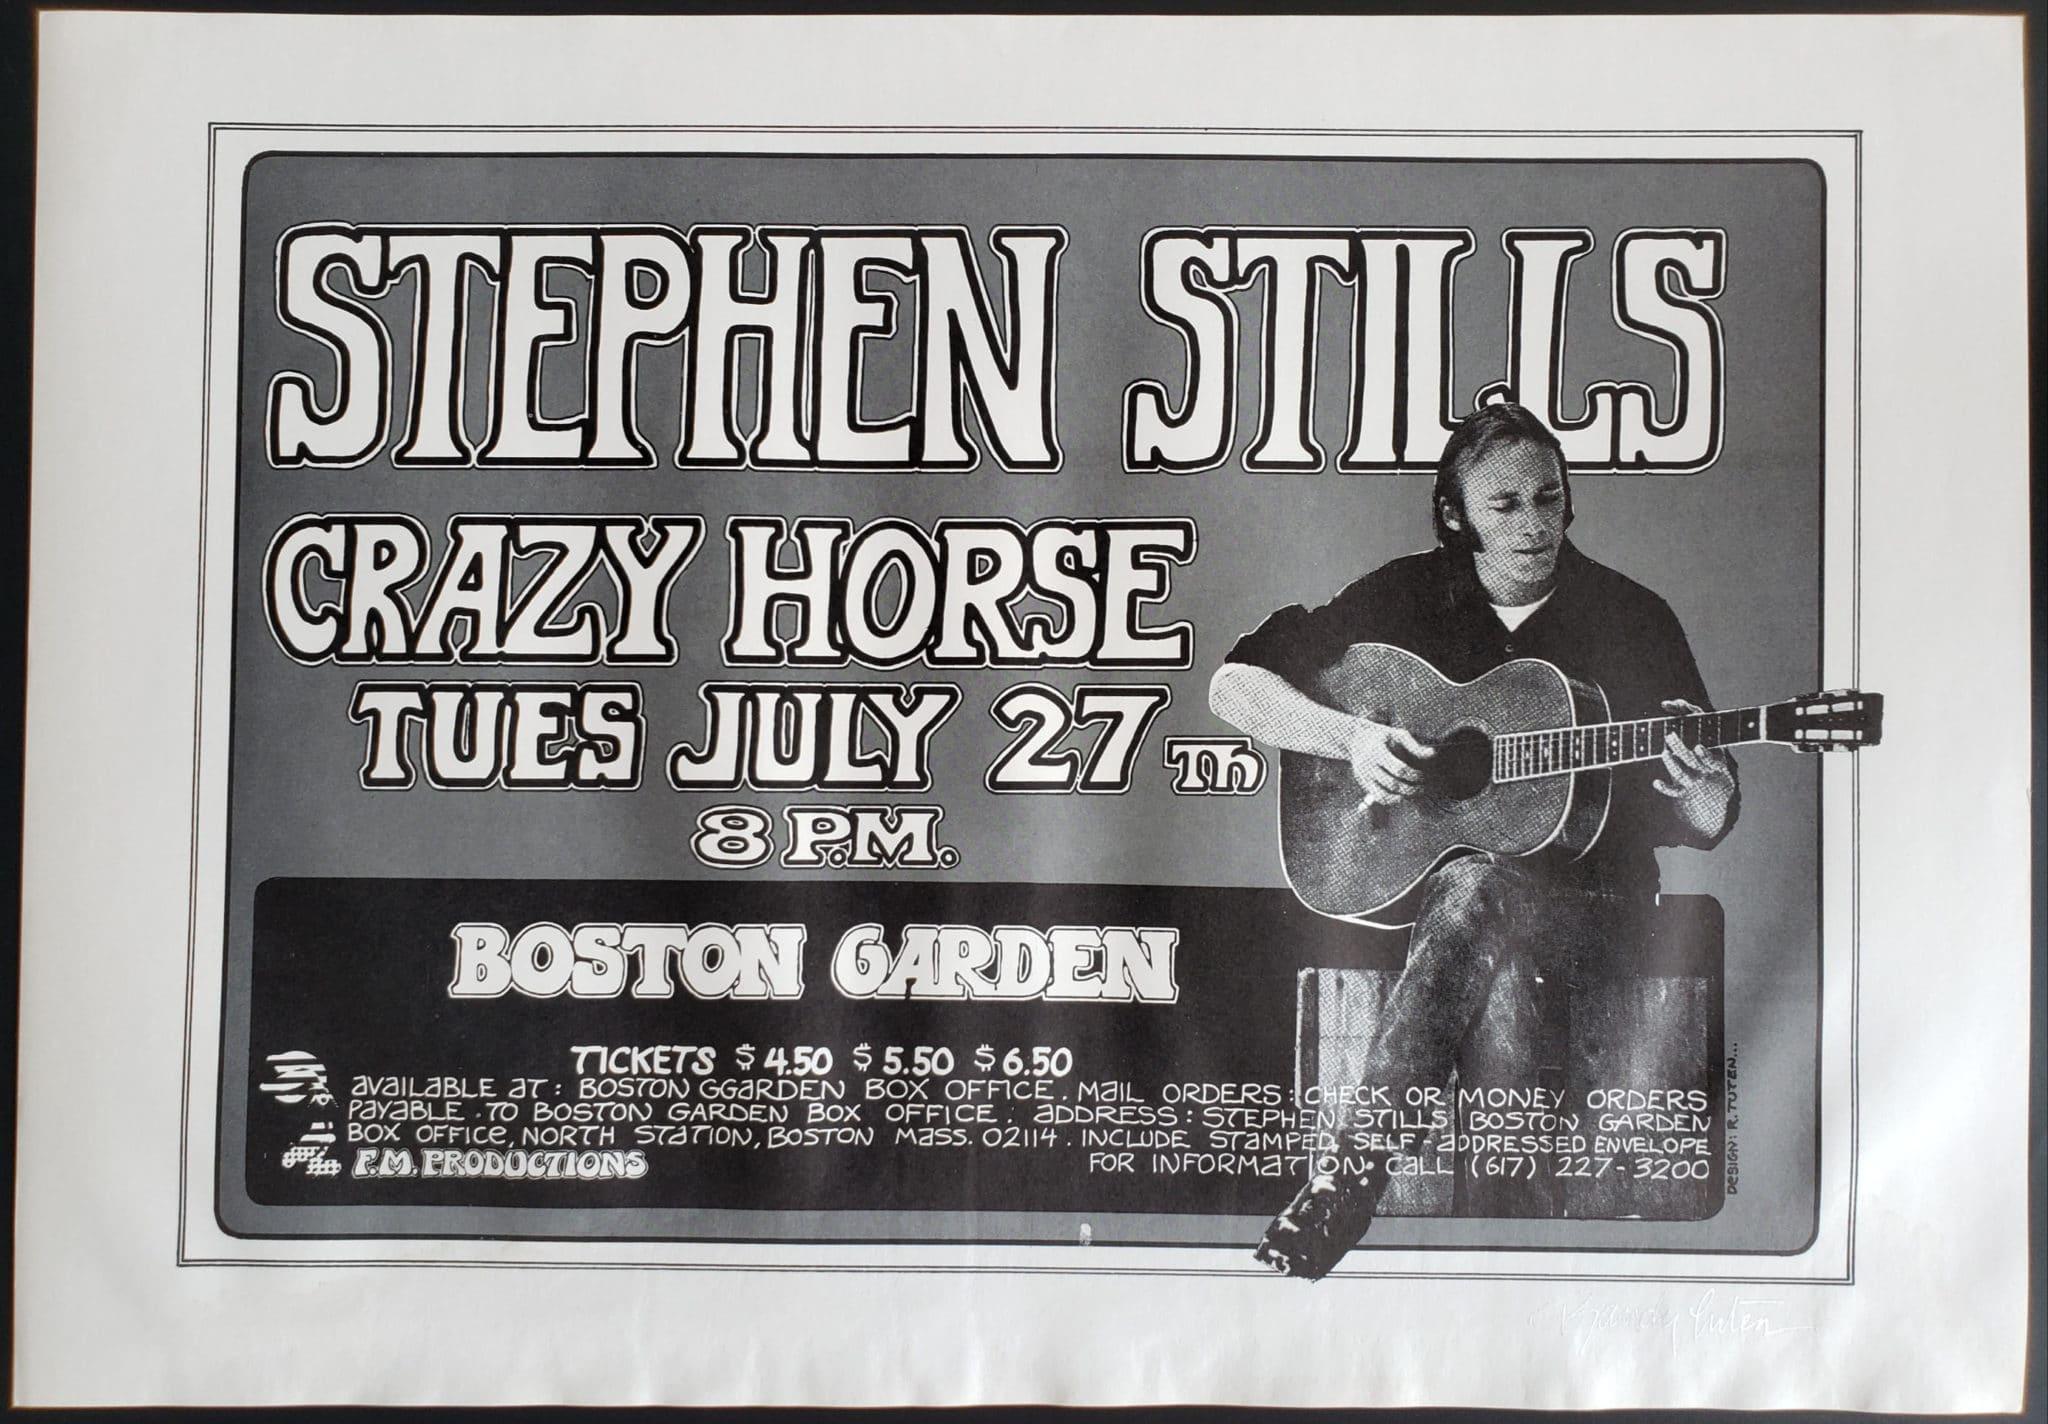 STEPHEN STILLS
CRAZY HORSE
TUES JULY 27Th
8 P.M.
BOSTON GARDEN
TICKETS $4.50 $5.50 $6.50
AVAILABLE AT: BOSTON GGARDEN BOX OFFICE. MAIL ORDERS: CHECK OR MONEY ORDERS
PAYABLE. TO BOSTON GARDEN BOX OFFICE; ADDRESS: STEPHEN STILLS BOSTON GARDEN
BOX OFFICE, NORTH STATION, BOSTON MASS. 02114. INCLUDE STAMPED, SELF, ADDRESSED ENVELOPE
F.M. PRODUCTIONS
FOR INFORMATION CALL (617) 227-3200
DESIGN: R. TUTEN...
Randy Tuten